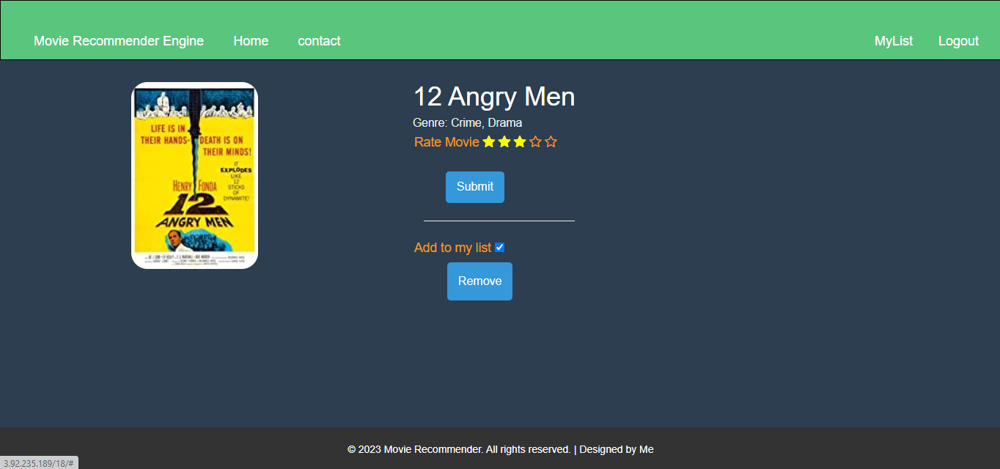 Movie Recommender Engine Home contact MyList Logout
LIFE IS IN
THEIR HANDS- DEATH IS ON
THEIR MINDS!
IT
EXPLODES
LIKE
12
STICKS
OF
DYNAMITE!
HENRY FONDA
12
ANGRY MEN
12 Angry Men
Genre: Crime, Drama
Rate Movie
Submit
Add to my list
Remove
© 2023 Movie Recommender. All rights reserved. | Designed by Me
3.92.235.189/18/#